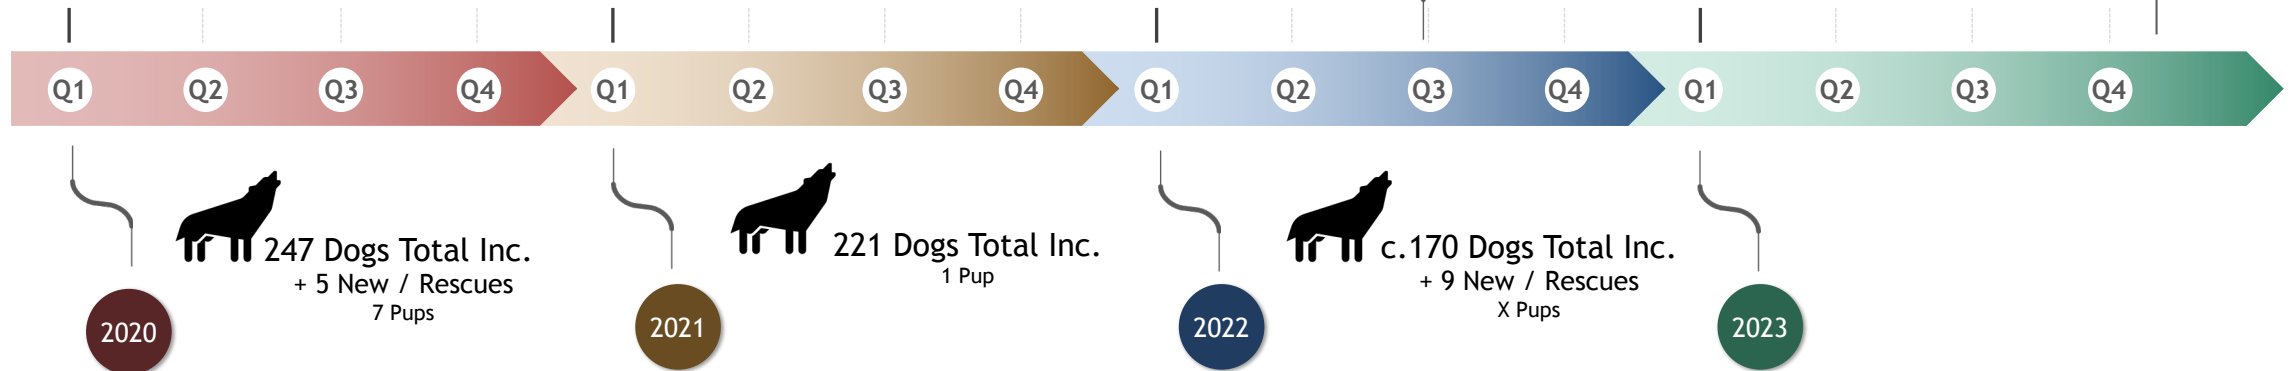 Q1 Q2 Q3 Q4 Q1 Q2 Q3 Q4 Q1 Q2 Q3 Q4 Q1 Q2 Q3 Q4
247 Dogs Total Inc.
+ 5 New / Rescues
7 Pups
2020
221 Dogs Total Inc.
1 Pup
2021
c.170 Dogs Total Inc.
+ 9 New / Rescues
X Pups
2022
2023